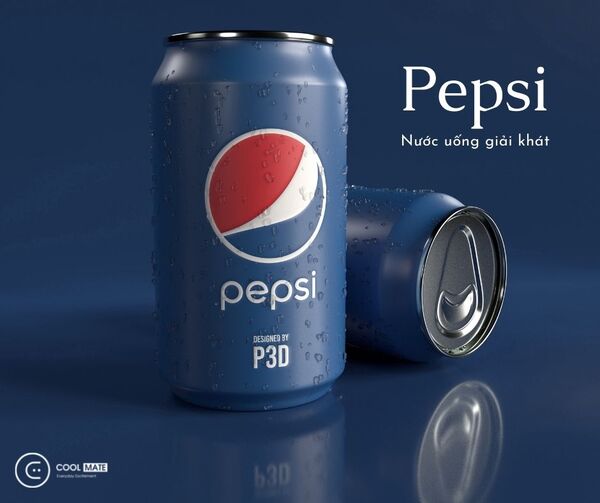 Pepsi
Nước uống giải khát
pepsi
DESIGNED BY
P3D
COOL MATE
Everyday Excitement